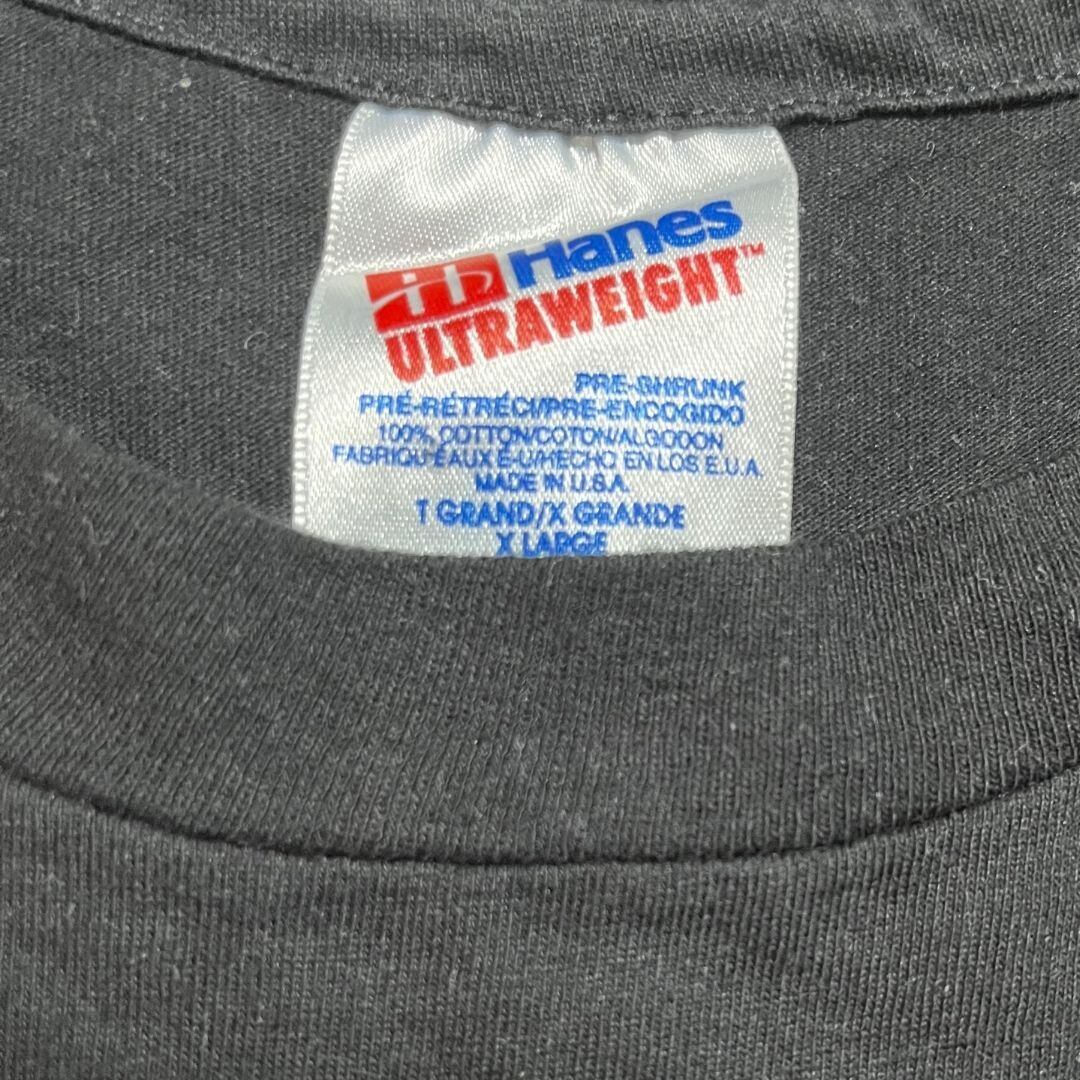 Hanes
ULTRAWEIGHT™
PRE-SHRUNK
PRÉ-RÉTRÉCI/PRE-ENCOGIDO
100% COTTON/COTON/ALGODON
FABRIQUÉ AUX É-U/HECHO EN LOS E.U.A.
MADE IN U.S.A.
T GRAND/X GRANDE
X LARGE